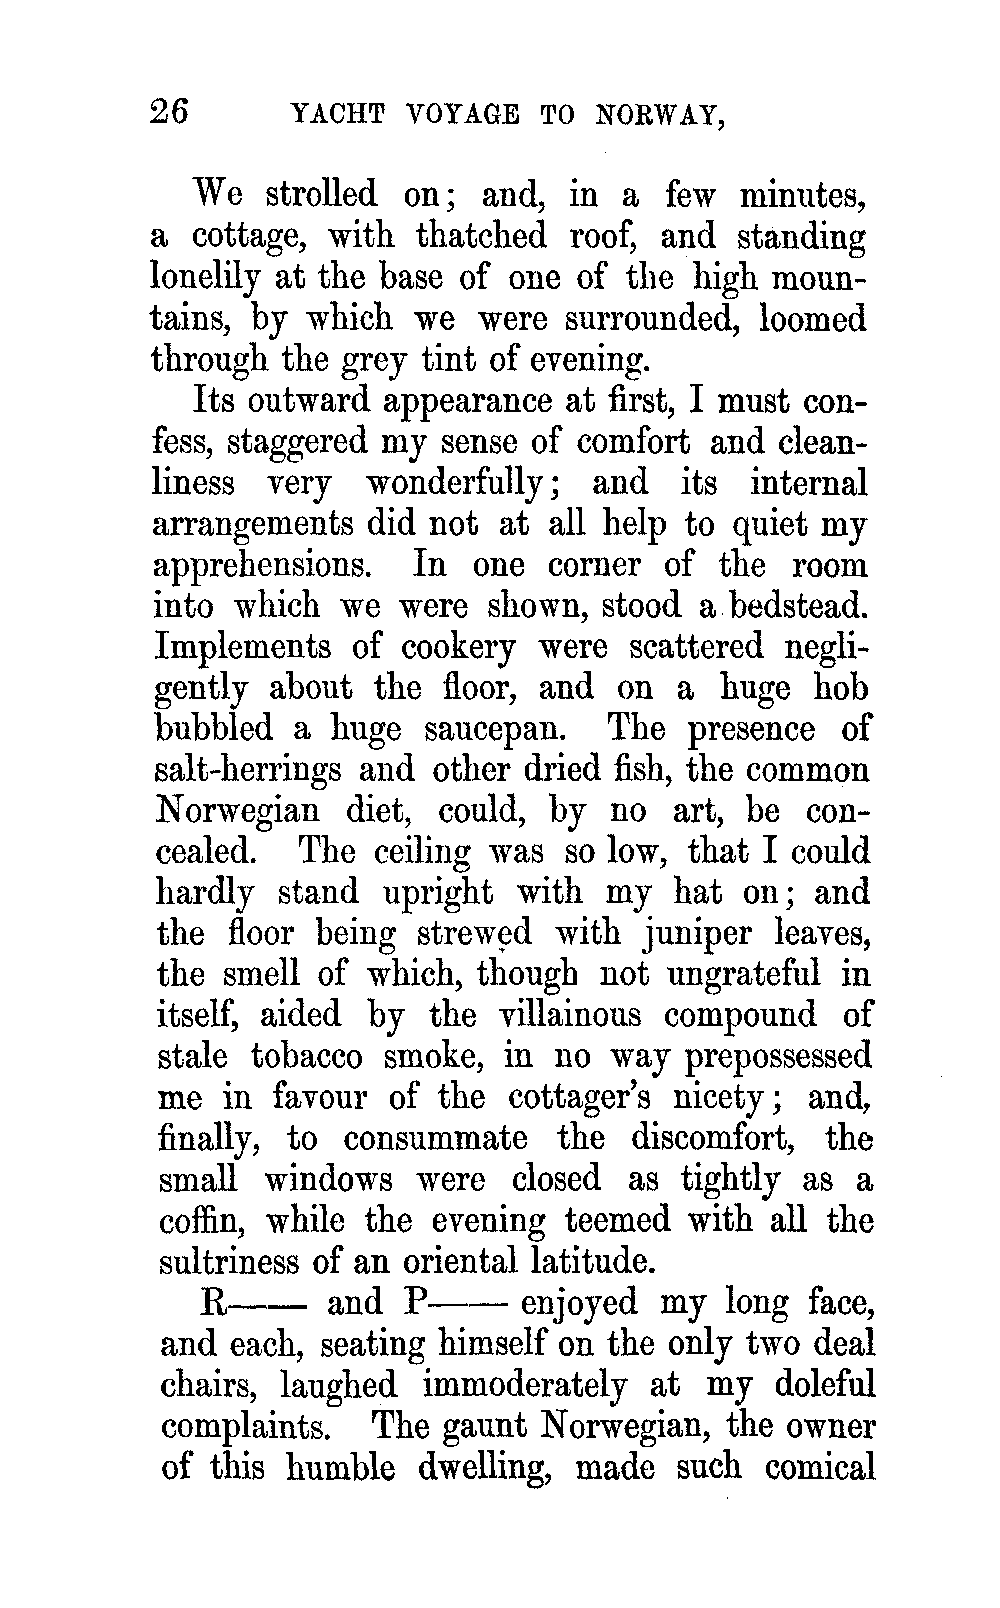 26 YACHT VOYAGE TO NORWAY,
We strolled on; and, in a few minutes,
a cottage, with thatched roof, and standing
lonelily at the base of one of the high moun-
tains, by which we were surrounded, loomed
through the grey tint of evening.
Its outward appearance at first, I must con-
fess, staggered my sense of comfort and clean-
liness very wonderfully; and its internal
arrangements did not at all help to quiet my
apprehensions. In one corner of the room
into which we were shown, stood a bedstead.
Implements of cookery were scattered negli-
gently about the floor, and on a huge hob
bubbled a huge saucepan. The presence of
salt-herrings and other dried fish, the common
Norwegian diet, could, by no art, be con-
cealed. The ceiling was so low, that I could
hardly stand upright with my hat on; and
the floor being strewed with juniper leaves,
the smell of which, though not ungrateful in
itself, aided by the villainous compound of
stale tobacco smoke, in no way prepossessed
me in favour of the cottager's nicety; and,
finally, to consummate the discomfort, the
small windows were closed as tightly as a
coffin, while the evening teemed with all the
sultriness of an oriental latitude.
R—— and P—— enjoyed my long face,
and each, seating himself on the only two deal
chairs, laughed immoderately at my doleful
complaints. The gaunt Norwegian, the owner
of this humble dwelling, made such comical